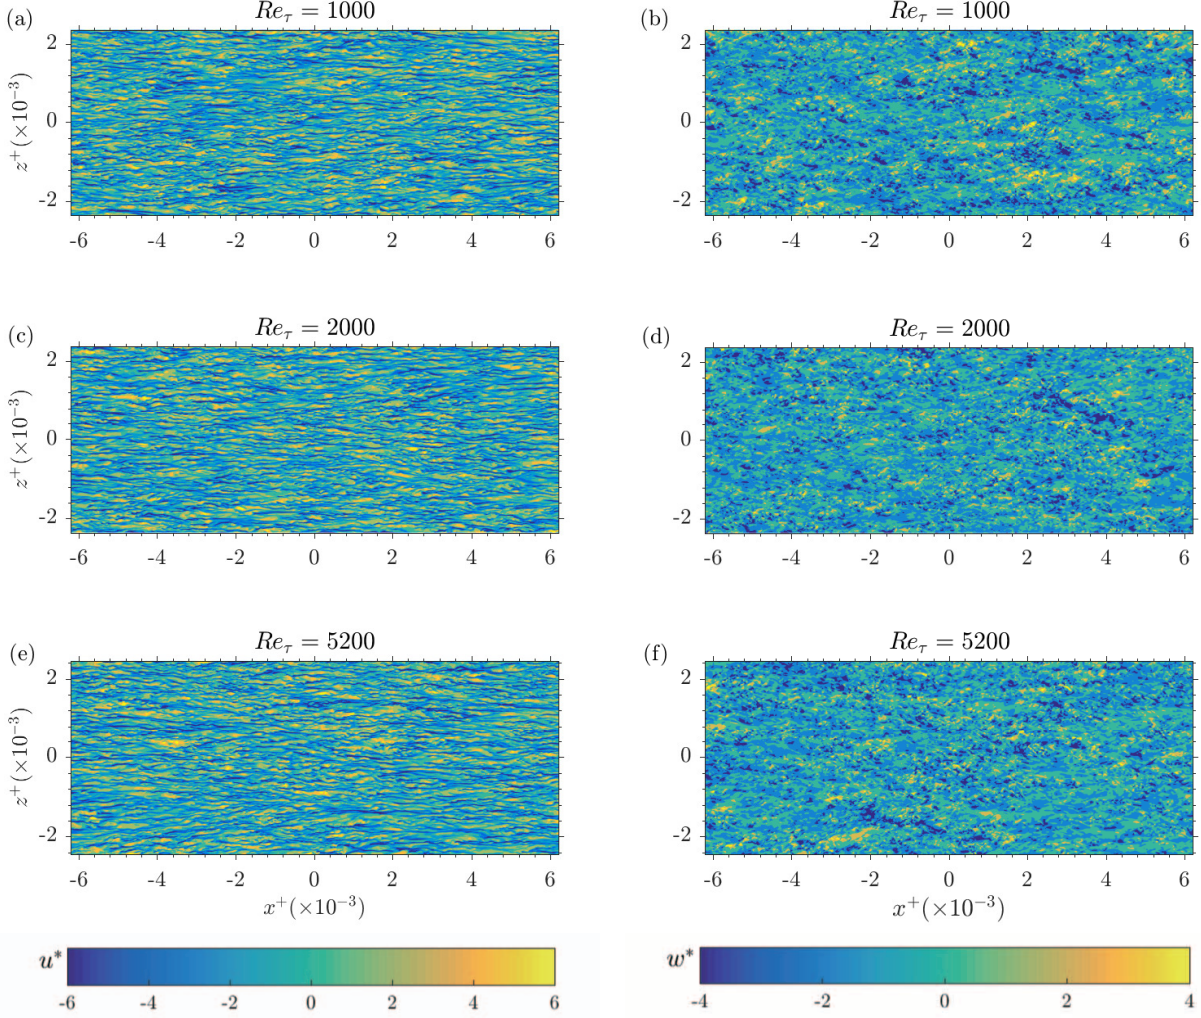 (a) Re_τ = 1000
z⁺(×10⁻³)
2
0
-2
-6 -4 -2 0 2 4 6
(b) Re_τ = 1000
2
0
-2
-6 -4 -2 0 2 4 6
(c) Re_τ = 2000
z⁺(×10⁻³)
2
0
-2
-6 -4 -2 0 2 4 6
(d) Re_τ = 2000
2
0
-2
-6 -4 -2 0 2 4 6
(e) Re_τ = 5200
z⁺(×10⁻³)
2
0
-2
-6 -4 -2 0 2 4 6
x⁺(×10⁻³)
(f) Re_τ = 5200
2
0
-2
-6 -4 -2 0 2 4 6
x⁺(×10⁻³)
u*
-6 -4 -2 0 2 4 6
w*
-4 -2 0 2 4